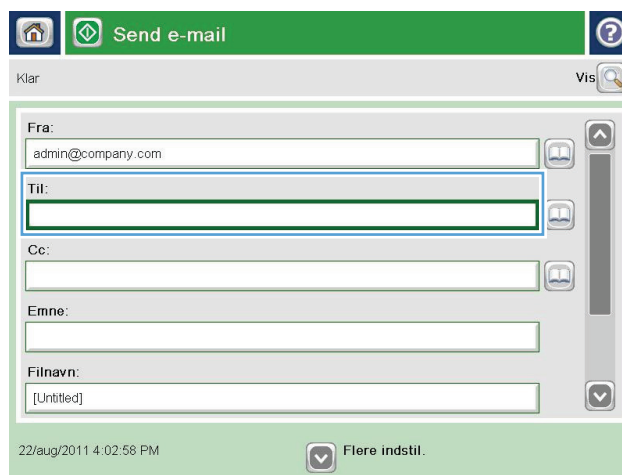 Send e-mail
?
Klar
Vis
Fra:
admin@company.com
Til:
Cc:
Emne:
Filnavn:
[Untitled]
22/aug/2011 4:02:58 PM
Flere indstil.